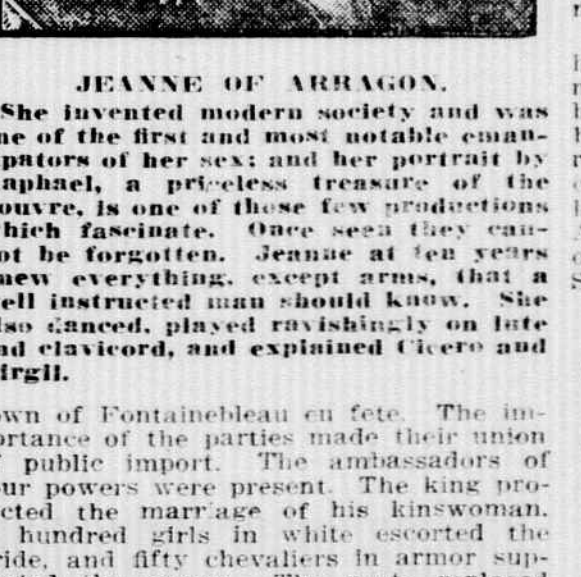 JEANNE OF ARRAGON.
She invented modern society and was
ne of the first and most notable eman-
pators of her sex; and her portrait by
aphael, a priceless treasure of the
ouvre, is one of those few productions
hich fascinate. Once seen they can-
ot be forgotten. Jeanne at ten years
new everything, except arms, that a
ell instructed man should know. She
lso danced, played ravishingly on lute
nd clavicord, and explained Cicero and
irgil.
own of Fontainebleau en fete. The im-
ortance of the parties made their union
f public import. The ambassadors of
our powers were present. The king pro-
cted the marriage of his kinswoman.
hundred girls in white escorted the
ride, and fifty chevaliers in armor sup-